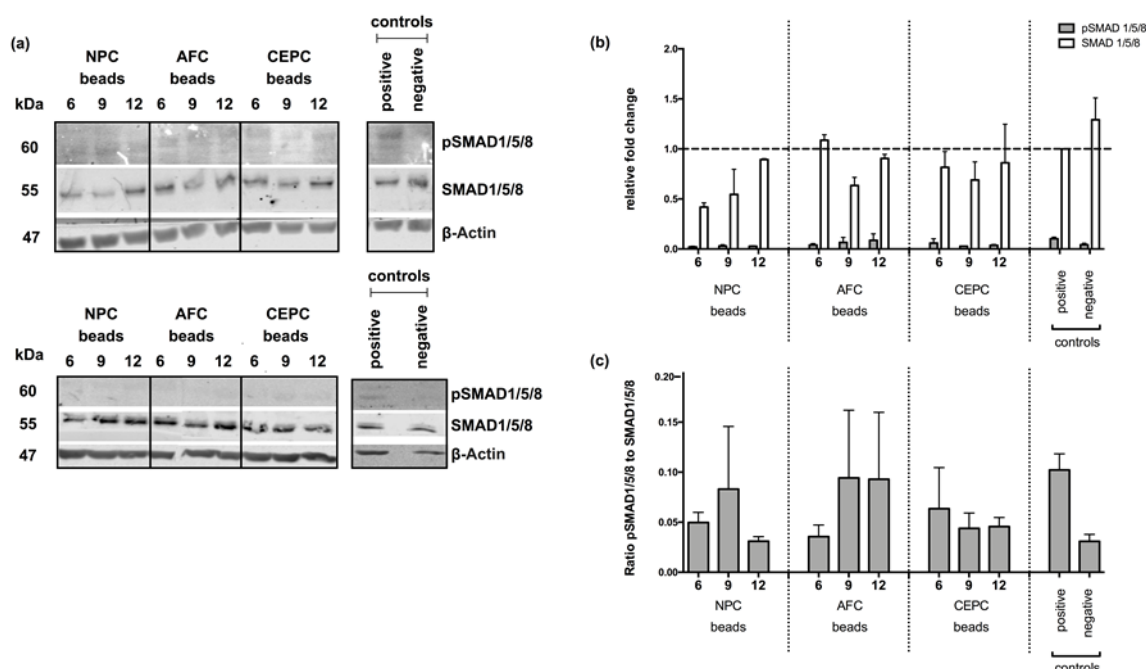 (a)
controls
NPC AFC CEPC
beads beads beads
positive
negative
kDa 6 9 12 6 9 12 6 9 12
60 pSMAD1/5/8
55 SMAD1/5/8
47 β-Actin
controls
NPC AFC CEPC
beads beads beads
positive
negative
kDa 6 9 12 6 9 12 6 9 12
60 pSMAD1/5/8
55 SMAD1/5/8
47 β-Actin
(b)
pSMAD 1/5/8
SMAD 1/5/8
relative fold change
2.0
1.5
1.0
0.5
0.0
6 9 12 6 9 12 6 9 12
NPC AFC CEPC
beads beads beads
positive
negative
controls
(c)
Ratio pSMAD1/5/8 to SMAD1/5/8
0.20
0.15
0.10
0.05
0.00
6 9 12 6 9 12 6 9 12
NPC AFC CEPC
beads beads beads
positive
negative
controls